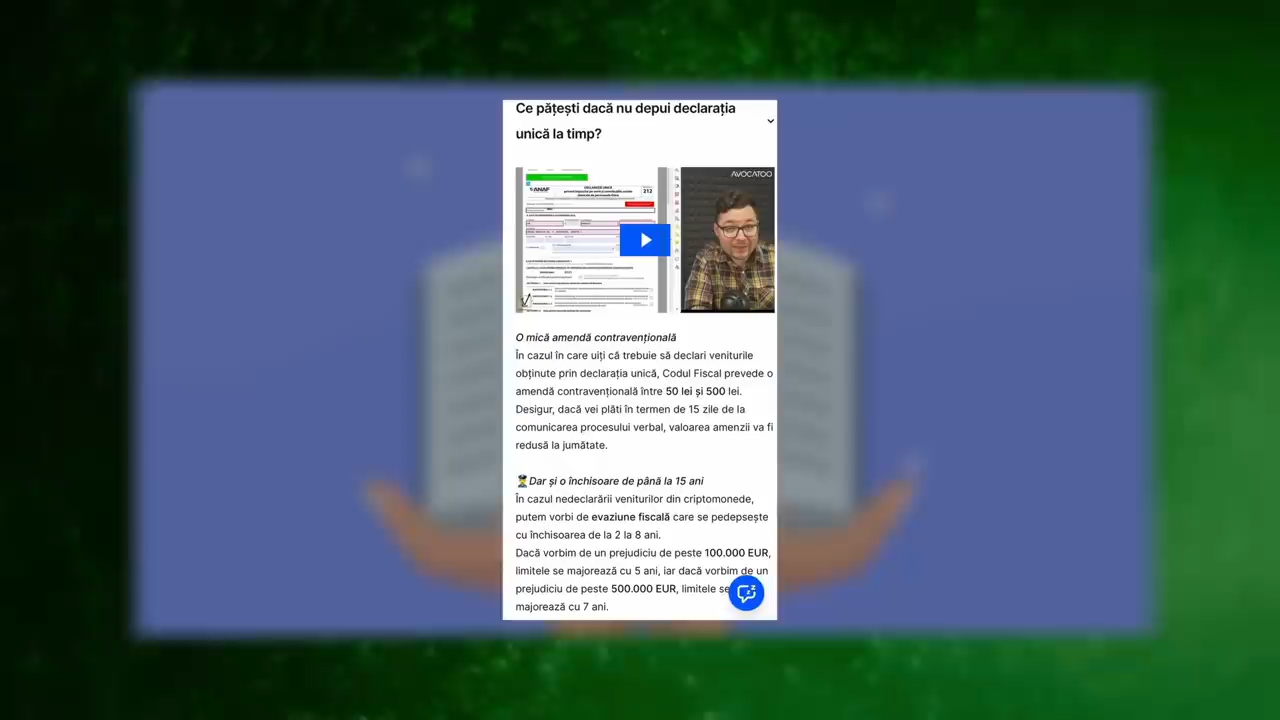 Ce pățești dacă nu depui declarația
unică la timp?
AVOCATOO
ANAF
DECLARAȚIE UNICĂ
212
O mică amendă contravențională
În cazul în care uiți că trebuie să declari veniturile
obținute prin declarația unică, Codul Fiscal prevede o
amendă contravențională între 50 lei și 500 lei.
Desigur, dacă vei plăti în termen de 15 zile de la
comunicarea procesului verbal, valoarea amenzii va fi
redusă la jumătate.
Dar și o închisoare de până la 15 ani
În cazul nedeclarării veniturilor din criptomonede,
putem vorbi de evaziune fiscală care se pedepsește
cu închisoarea de la 2 la 8 ani.
Dacă vorbim de un prejudiciu de peste 100.000 EUR,
limitele se majorează cu 5 ani, iar dacă vorbim de un
prejudiciu de peste 500.000 EUR, limitele se
majorează cu 7 ani.